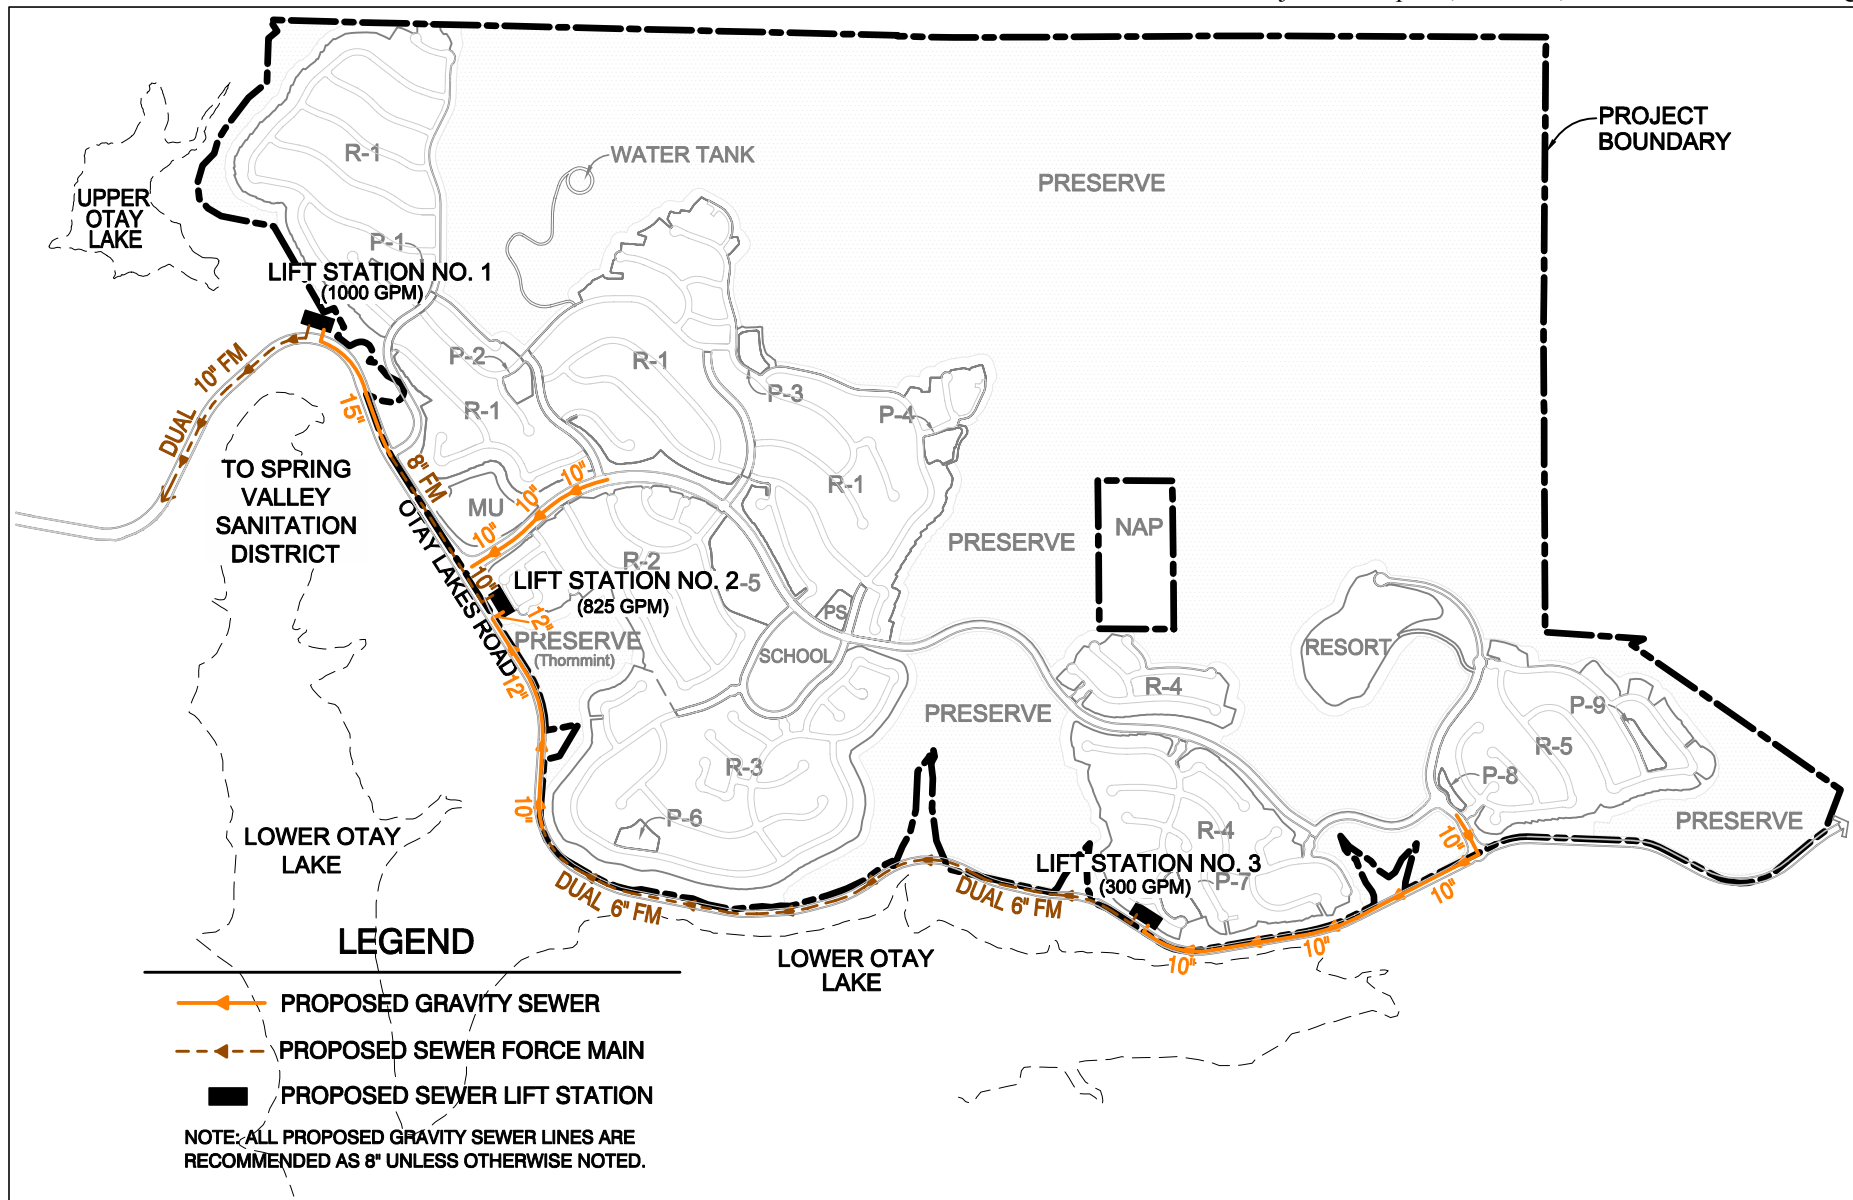 PROJECT
BOUNDARY
R-1
WATER TANK
PRESERVE
UPPER
OTAY
LAKE
P-1
LIFT STATION NO. 1
(1000 GPM)
10" FM
DUAL
15"
P-2
R-1
R-1
P-3
P-4
R-1
TO SPRING
VALLEY
SANITATION
DISTRICT
8" FM
OTAY LAKES ROAD
MU
10"
10"
10"
10"
R-2
LIFT STATION NO. 2
(825 GPM)
-5
12"
PRESERVE
(Thornmint)
12"
PS
SCHOOL
PRESERVE
NAP
RESORT
R-4
PRESERVE
P-9
R-5
P-8
R-3
P-6
10"
R-4
PRESERVE
10"
10"
LOWER OTAY
LAKE
LIFT STATION NO. 3
(300 GPM)
P-7
DUAL 6" FM
DUAL 6" FM
10"
10"
LOWER OTAY
LAKE
LEGEND
PROPOSED GRAVITY SEWER
PROPOSED SEWER FORCE MAIN
PROPOSED SEWER LIFT STATION
NOTE: ALL PROPOSED GRAVITY SEWER LINES ARE
RECOMMENDED AS 8" UNLESS OTHERWISE NOTED.